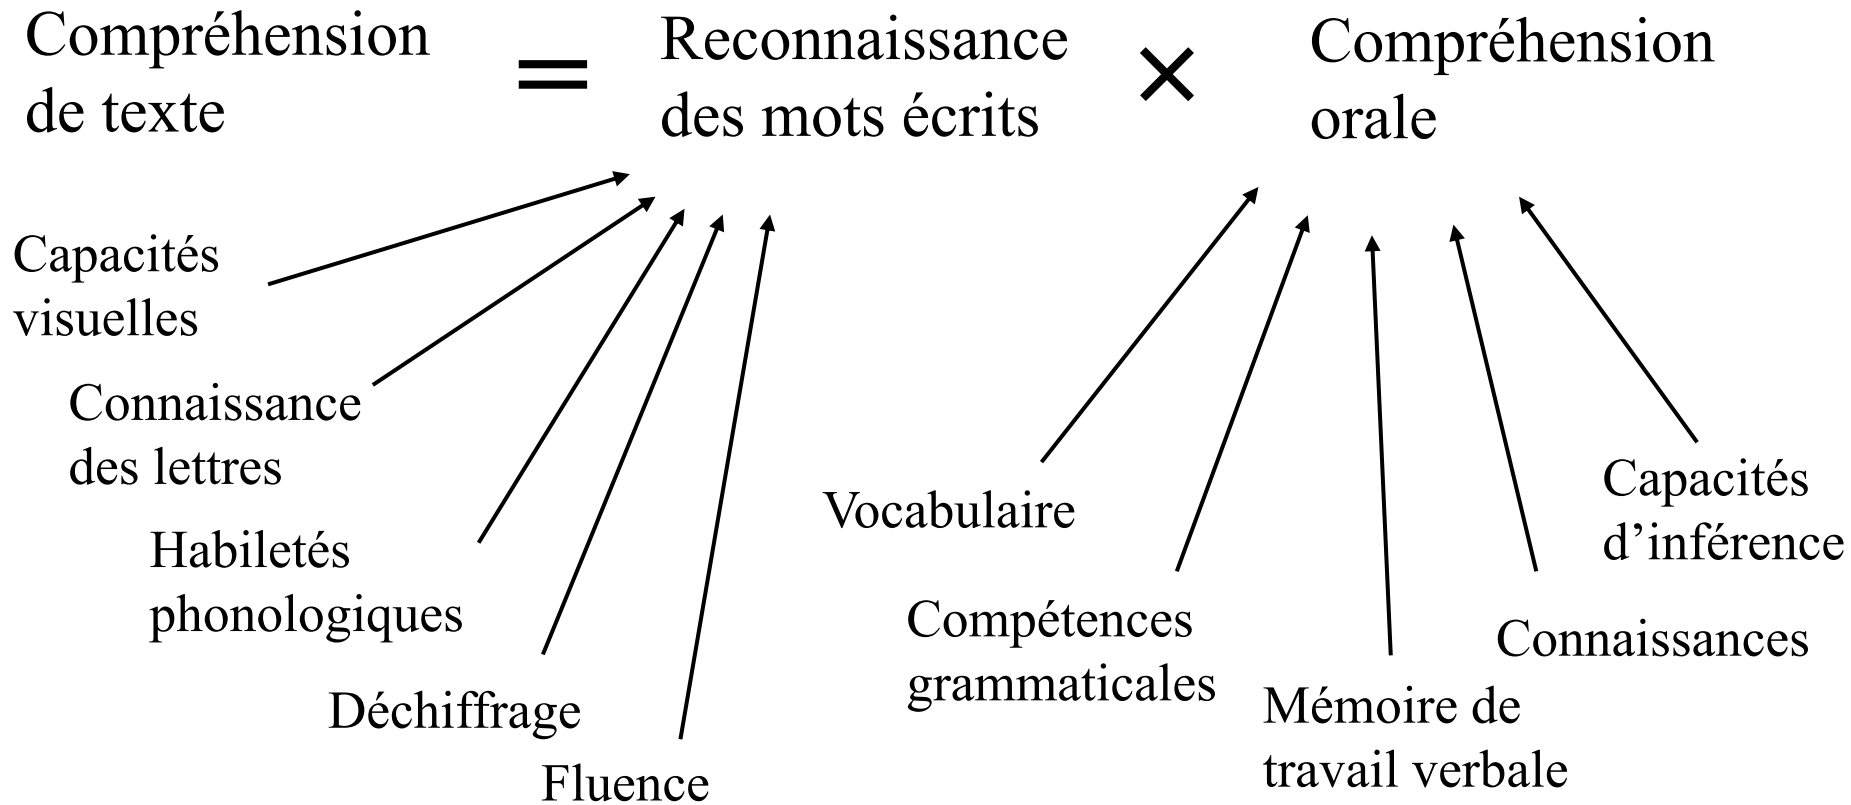 Compréhension
de texte
=
Reconnaissance
des mots écrits
×
Compréhension
orale
Capacités
visuelles
Connaissance
des lettres
Habiletés
phonologiques
Déchiffrage
Fluence
Vocabulaire
Compétences
grammaticales
Mémoire de
travail verbale
Connaissances
Capacités
d’inférence